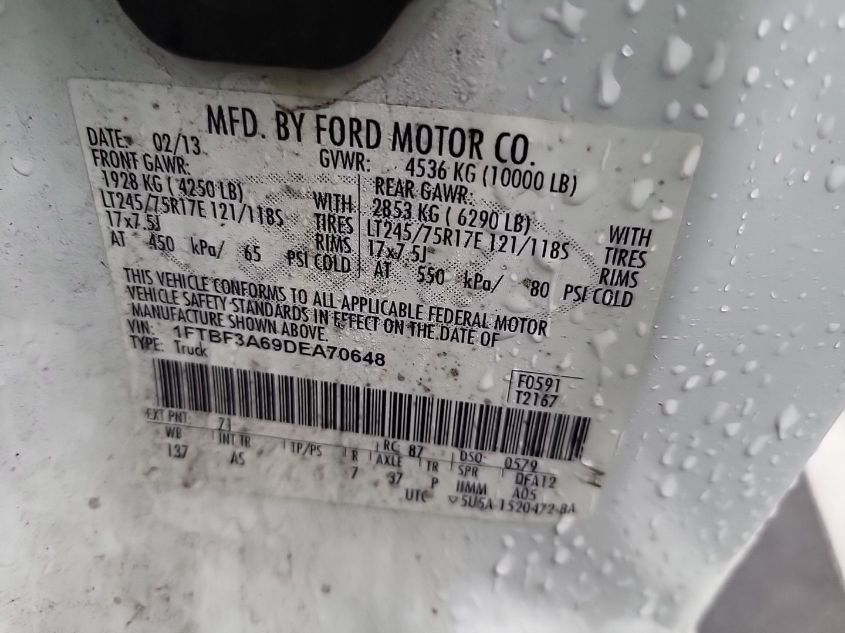 MFD. BY FORD MOTOR CO.
DATE: 02/13 GVWR: 4536 KG (10000 LB)
FRONT GAWR: REAR GAWR:
1928 KG ( 4250 LB) WITH 2853 KG ( 6290 LB) WITH
LT245/75R17E 121/118S TIRES LT245/75R17E 121/118S TIRES
17x7.5J RIMS 17x7.5J RIMS
AT 450 kPa/ 65 PSI COLD AT 550 kPa/ 80 PSI COLD
THIS VEHICLE CONFORMS TO ALL APPLICABLE FEDERAL MOTOR
VEHICLE SAFETY STANDARDS IN EFFECT ON THE DATE OF
MANUFACTURE SHOWN ABOVE.
VIN: 1FTBF3A69DEA70648
TYPE: Truck
F0591
T2167
EXT PNT: Z1 RC: 87 DSO: 0579
WB INT TR TP/PS R AXLE TR SPR DFA12
137 AS 7 37 P IIMM A05
UTC 5U5A-1520472-BA